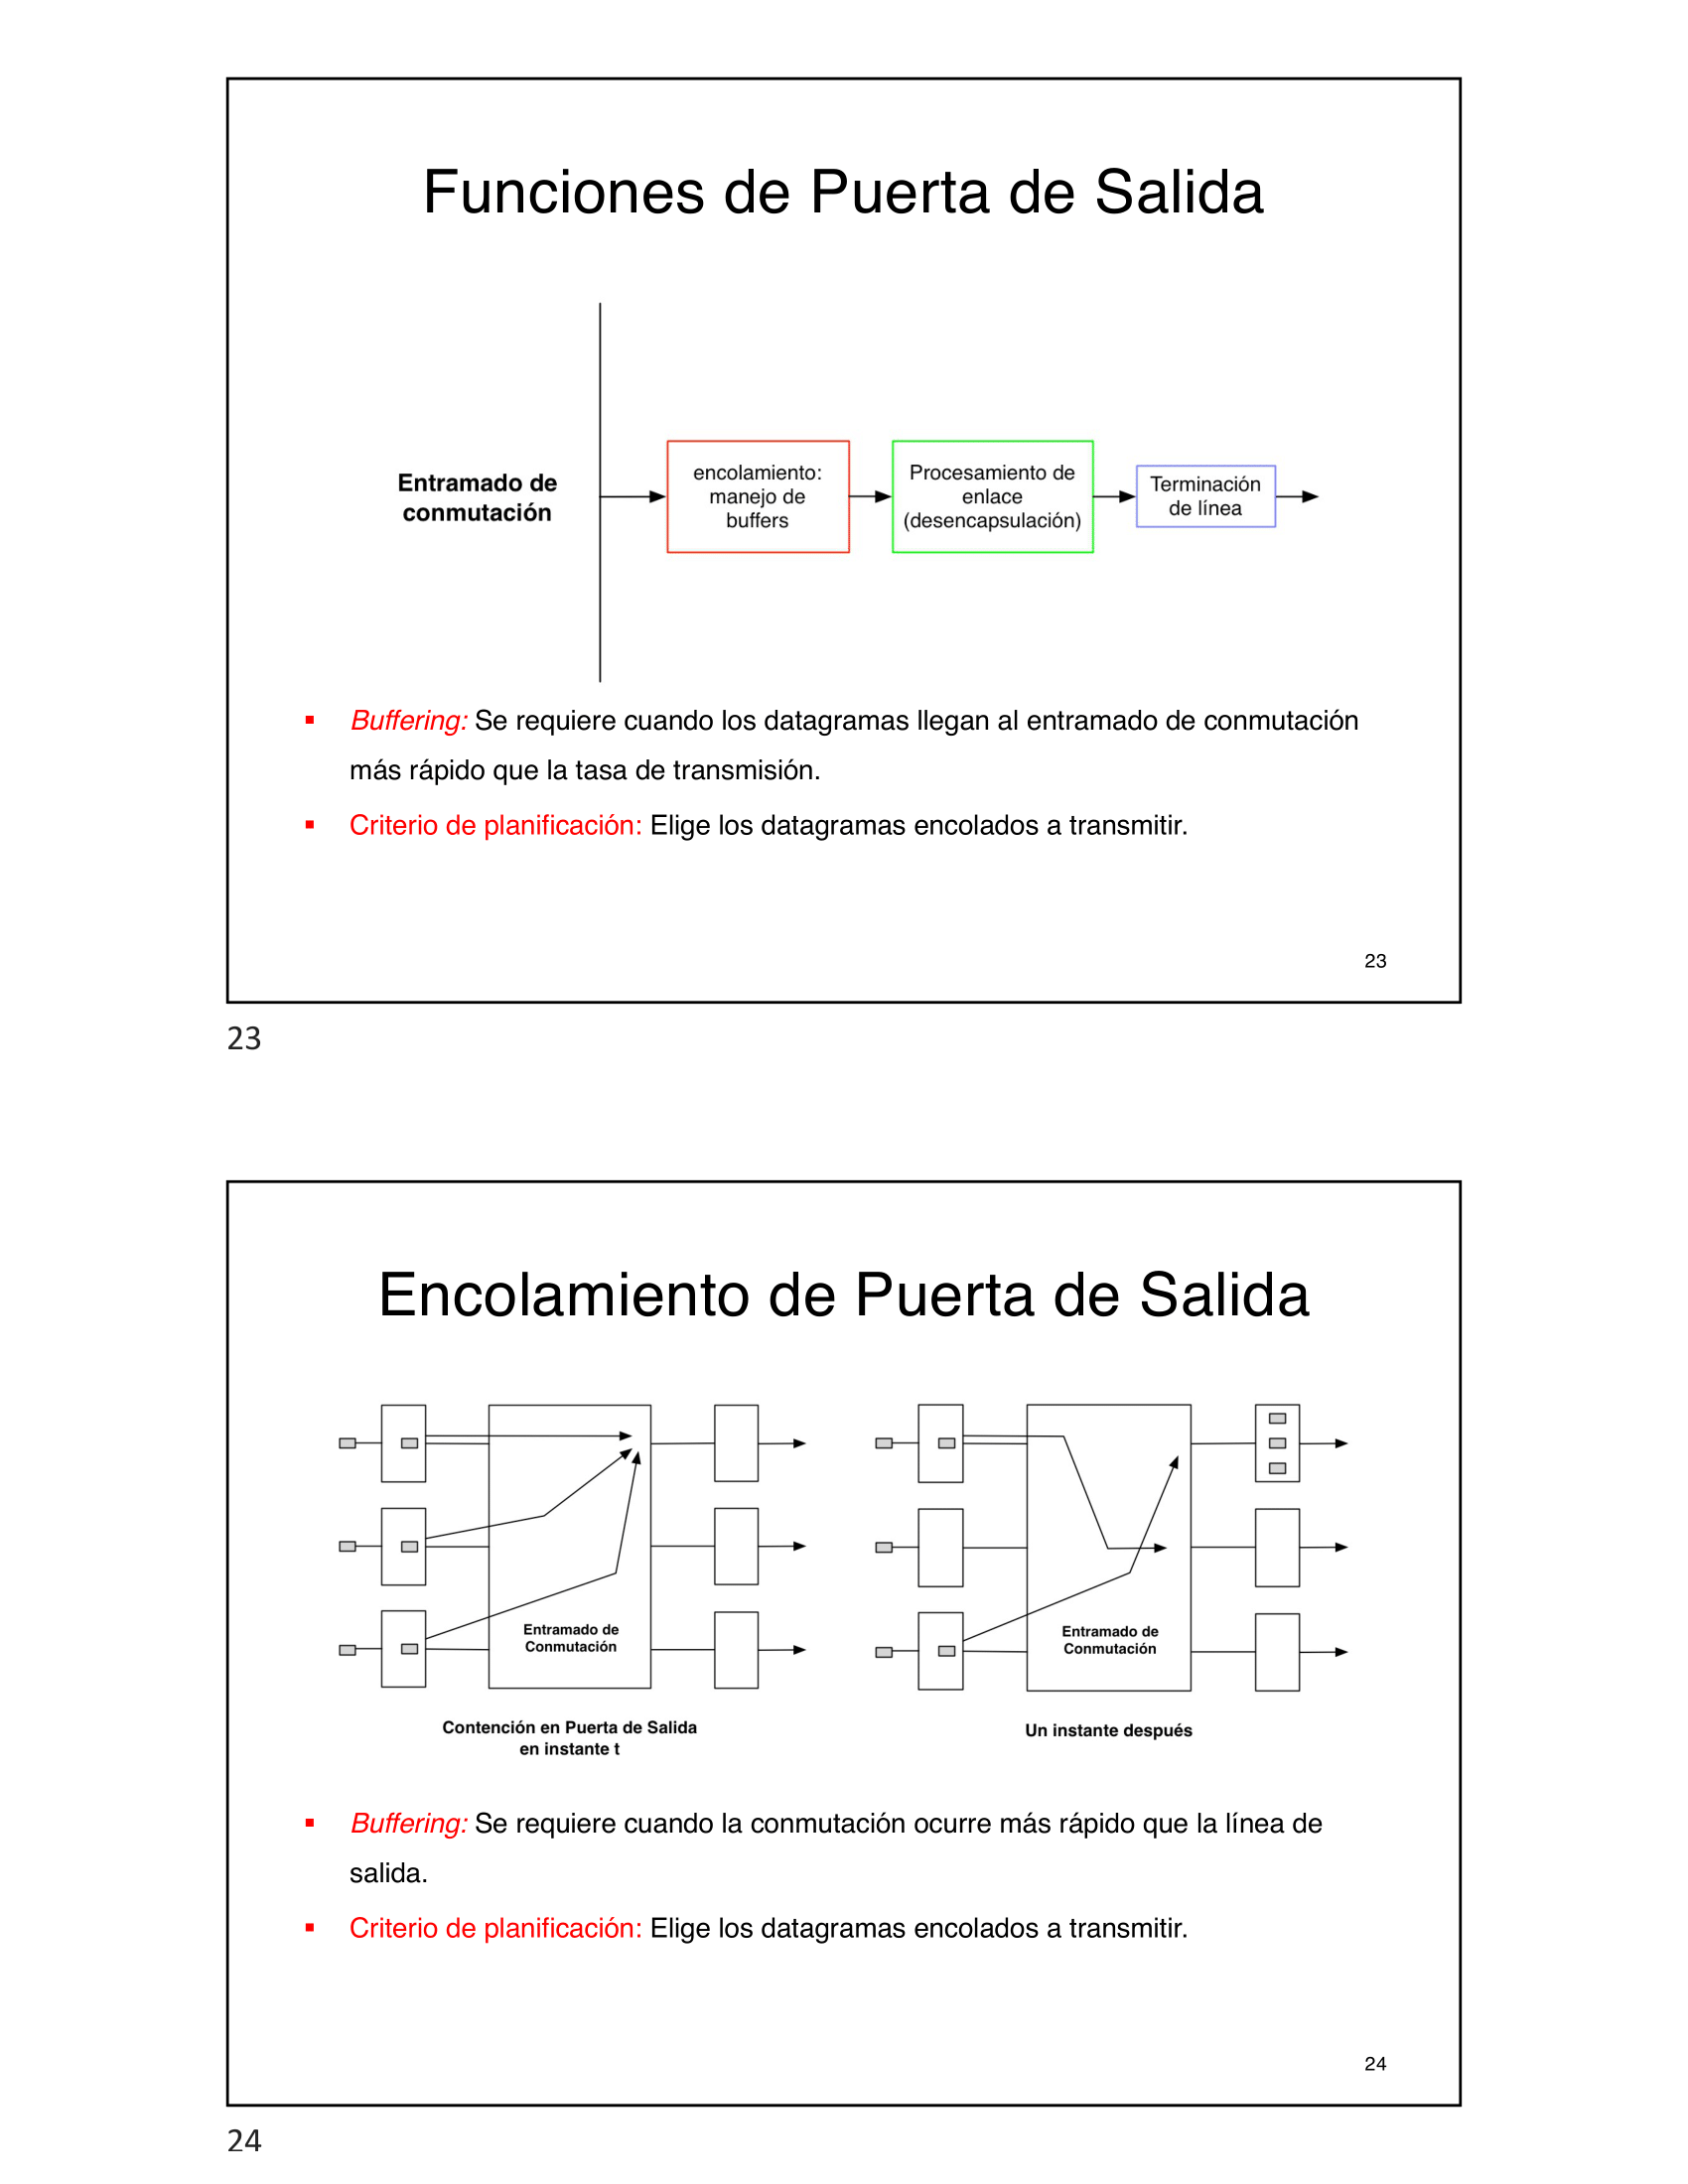 Funciones de Puerta de Salida
Entramado de
conmutación
encolamiento:
manejo de
buffers
Procesamiento de
enlace
(desencapsulación)
Terminación
de línea
Buffering: Se requiere cuando los datagramas llegan al entramado de conmutación
más rápido que la tasa de transmisión.
Criterio de planificación: Elige los datagramas encolados a transmitir.
23
23
Encolamiento de Puerta de Salida
Entramado de
Conmutación
Contención en Puerta de Salida
en instante t
Entramado de
Conmutación
Un instante después
Buffering: Se requiere cuando la conmutación ocurre más rápido que la línea de
salida.
Criterio de planificación: Elige los datagramas encolados a transmitir.
24
24